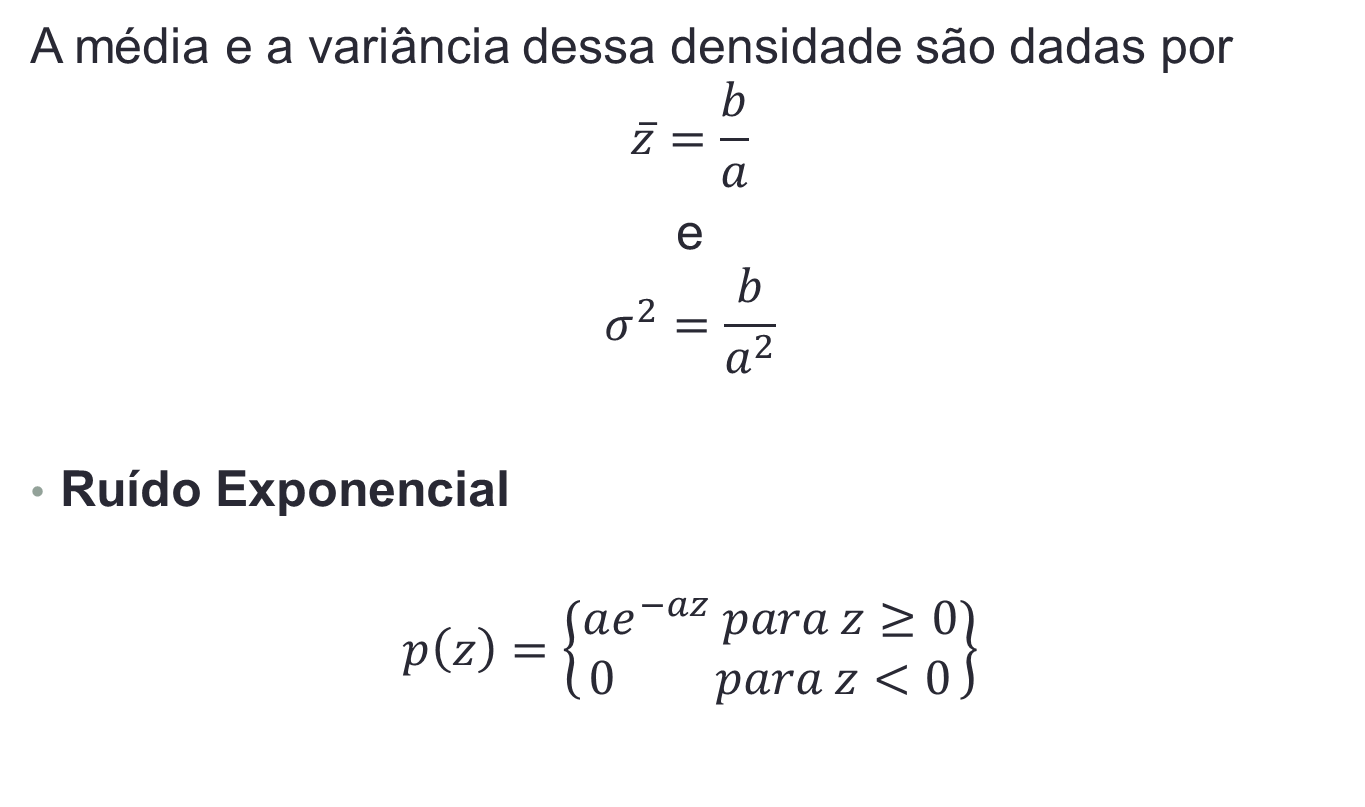 A média e a variância dessa densidade são dadas por
z̄ = b/a
e
σ² = b/a²
• Ruído Exponencial
p(z) = {ae^{-az} para z ≥ 0
0 para z < 0}